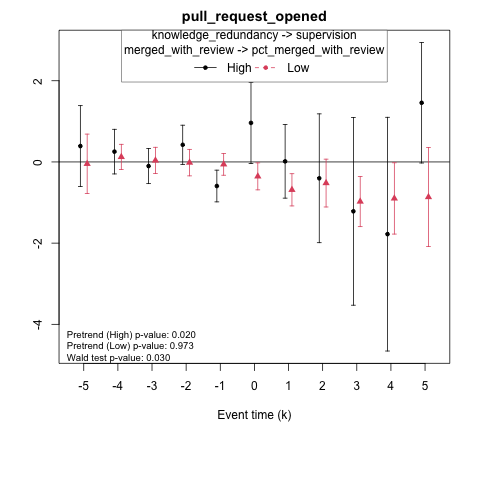 pull_request_opened
knowledge_redundancy -> supervision
merged_with_review -> pct_merged_with_review
High Low
2
0
-2
-4
Pretrend (High) p-value: 0.020
Pretrend (Low) p-value: 0.973
Wald test p-value: 0.030
-5 -4 -3 -2 -1 0 1 2 3 4 5
Event time (k)